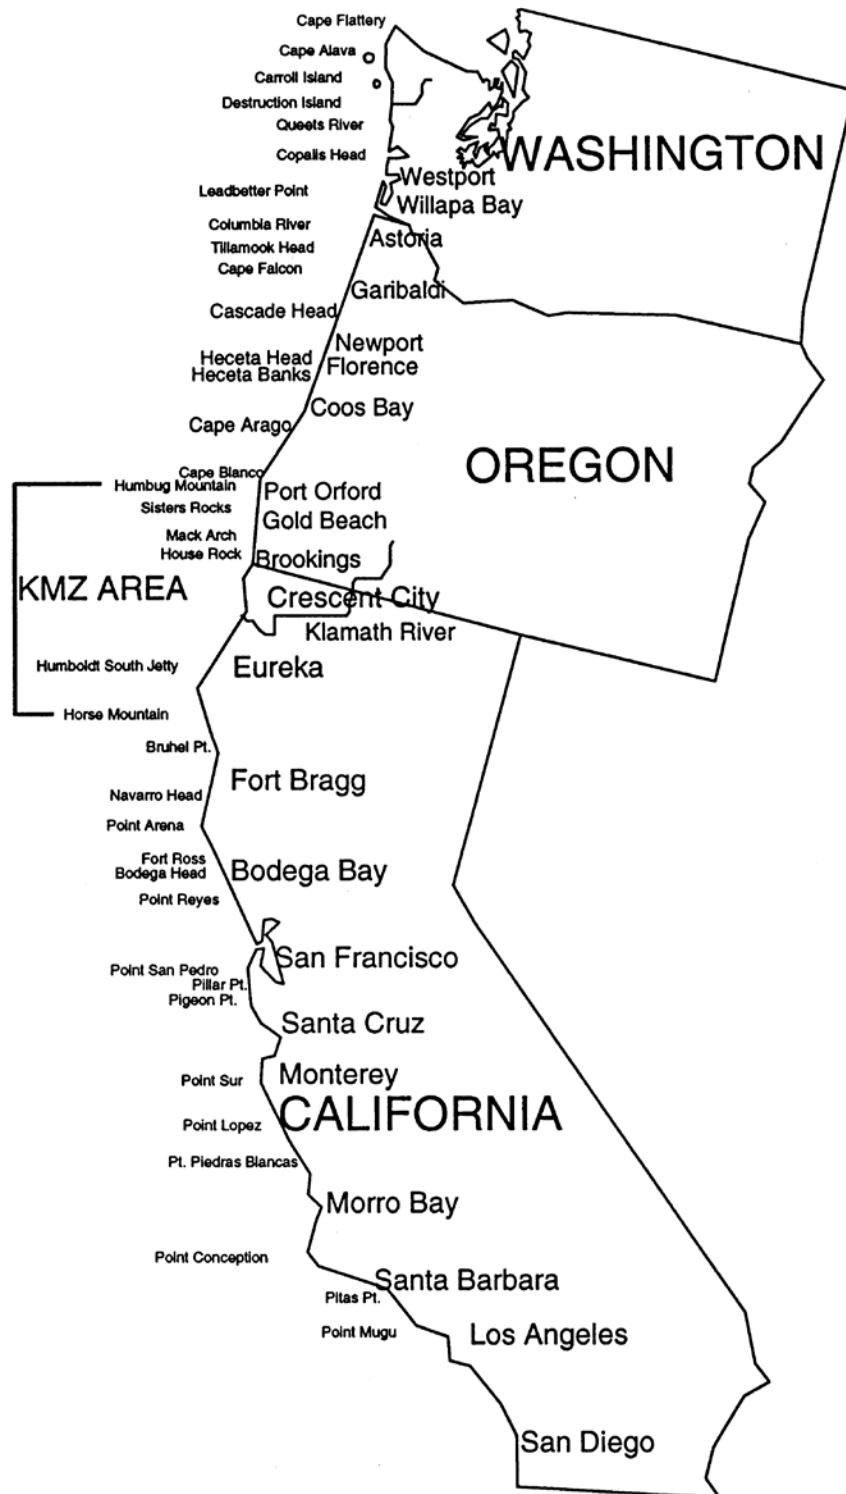 Cape Flattery
Cape Alava
Carroll Island
Destruction Island
Queets River
Copalis Head
WASHINGTON
Westport
Leadbetter Point
Willapa Bay
Columbia River
Astoria
Tillamook Head
Cape Falcon
Garibaldi
Cascade Head
Newport
Heceta Head
Florence
Heceta Banks
Coos Bay
Cape Arago
OREGON
Cape Blanco
Humbug Mountain
Port Orford
Sisters Rocks
Gold Beach
Mack Arch
House Rock
Brookings
KMZ AREA
Crescent City
Klamath River
Humboldt South Jetty
Eureka
Horse Mountain
Bruhel Pt.
Fort Bragg
Navarro Head
Point Arena
Fort Ross
Bodega Head
Bodega Bay
Point Reyes
San Francisco
Point San Pedro
Pillar Pt.
Pigeon Pt.
Santa Cruz
Monterey
Point Sur
CALIFORNIA
Point Lopez
Pt. Piedras Blancas
Morro Bay
Point Conception
Santa Barbara
Pitas Pt.
Point Mugu
Los Angeles
San Diego